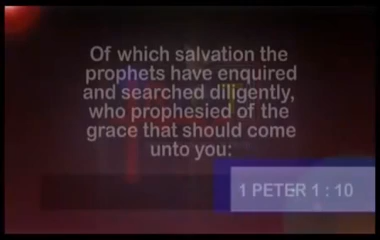 Of which salvation the
prophets have enquired
and searched diligently,
who prophesied of the
grace that should come
unto you:
1 PETER 1 : 10